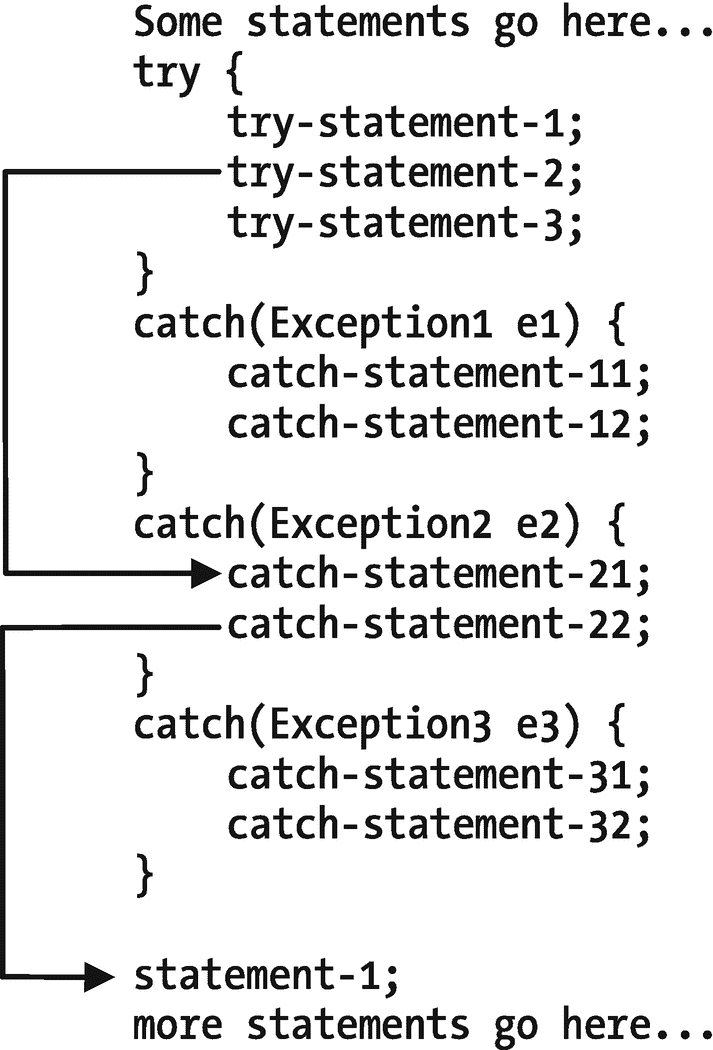 Some statements go here...
try {
try-statement-1;
try-statement-2;
try-statement-3;
}
catch(Exception1 e1) {
catch-statement-11;
catch-statement-12;
}
catch(Exception2 e2) {
catch-statement-21;
catch-statement-22;
}
catch(Exception3 e3) {
catch-statement-31;
catch-statement-32;
}
statement-1;
more statements go here...